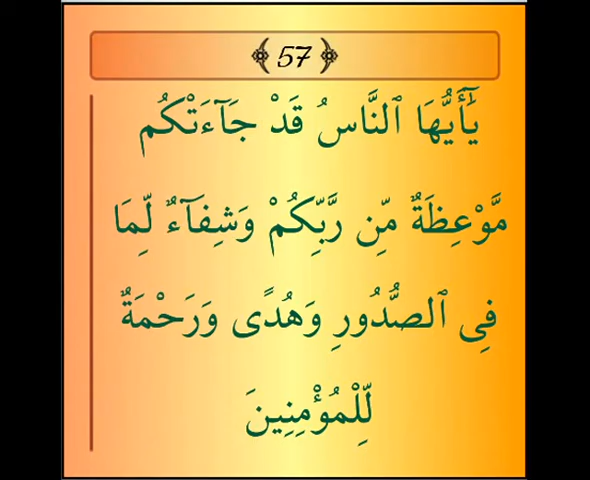 ﴿57﴾
يَٰٓأَيُّهَا ٱلنَّاسُ قَدْ جَآءَتْكُم
مَّوْعِظَةٌ مِّن رَّبِّكُمْ وَشِفَآءٌ لِّمَا
فِى ٱلصُّدُورِ وَهُدًى وَرَحْمَةٌ
لِّلْمُؤْمِنِينَ